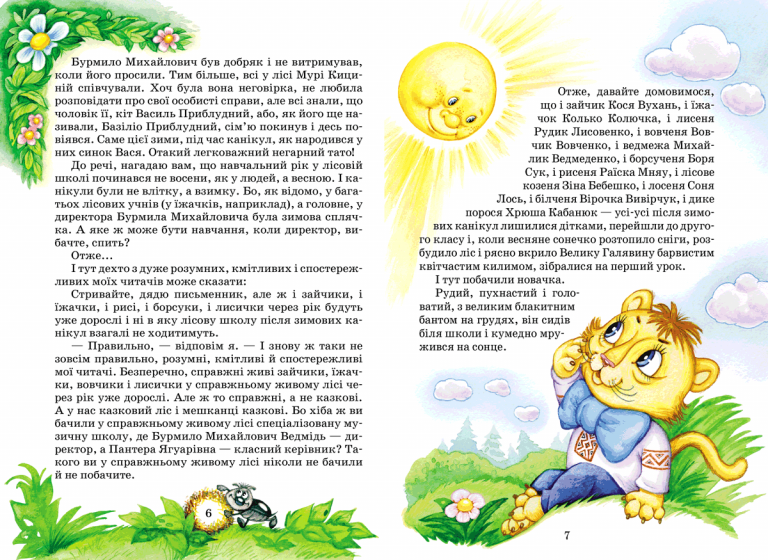 Бурмило Михайлович був добряк і не витримував,
коли його просили. Тим більше, всі у лісі Мурі Кици-
ній співчували. Хоч була вона неговірка, не любила
розповідати про свої особисті справи, але всі знали, що
чоловік її, кіт Василь Приблудний, або, як його ще на-
зивали, Базіліо Приблудний, сім’ю покинув і десь по-
віявся. Саме цієї зими, під час канікул, як народився у
них синок Вася. Отакий легковажний негарний тато!
До речі, нагадаю вам, що навчальний рік у лісовій
школі починався не восени, як у людей, а весною. І ка-
нікули були не влітку, а взимку. Бо, як відомо, у бага-
тьох лісових учнів (у їжачків, наприклад), а головне, у
директора Бурмила Михайловича була зимова спляч-
ка. А яке ж може бути навчання, коли директор, ви-
бачте, спить?
Отже...
І тут дехто з дуже розумних, кмітливих і спостереж-
ливих моїх читачів може сказати:
Стривайте, дядю письменник, але ж і зайчики, і
їжачки, і рисі, і борсуки, і лисички через рік будуть
уже дорослі і ні в яку лісову школу після зимових ка-
нікул взагалі не ходитимуть.
— Правильно, — відповім я. — І знову ж таки не
зовсім правильно, розумні, кмітливі й спостережливі
мої читачі. Безперечно, справжні живі зайчики, їжач-
ки, вовчики і лисички у справжньому живому лісі че-
рез рік уже дорослі. Але ж то справжні, а не казкові.
А у нас казковий ліс і мешканці казкові. Бо хіба ж ви
бачили у справжньому живому лісі спеціалізовану му-
зичну школу, де Бурмило Михайлович Ведмідь — ди-
ректор, а Пантера Ягуарівна — класний керівник? Та-
кого ви у справжньому живому лісі ніколи не бачили
й не побачите.
6
Отже, давайте домовимося,
що і зайчик Кося Вухань, і їжа-
чок Колько Колючка, і лисеня
Рудик Лисовенко, і вовченя Вов-
чик Вовченко, і ведмежа Михай-
лик Ведмеденко, і борсученя Боря
Сук, і рисеня Раїска Мняу, і лісове
козеня Зіна Бебешко, і лосеня Соня
Лось, і білченя Вірочка Вивірчук, і дике
порося Хрюша Кабанюк — усі-усі після зимо-
вих канікул лишилися дітками, перейшли до друго-
го класу і, коли весняне сонечко розтопило сніги, роз-
будило ліс і рясно вкрило Велику Галявину барвистим
квітчастим килимом, зібралися на перший урок.
І тут побачили новачка.
Рудий, пухнастий і голо-
ватий, з великим блакитним
бантом на грудях, він сидів
біля школи і кумедно мру-
жився на сонце.
7